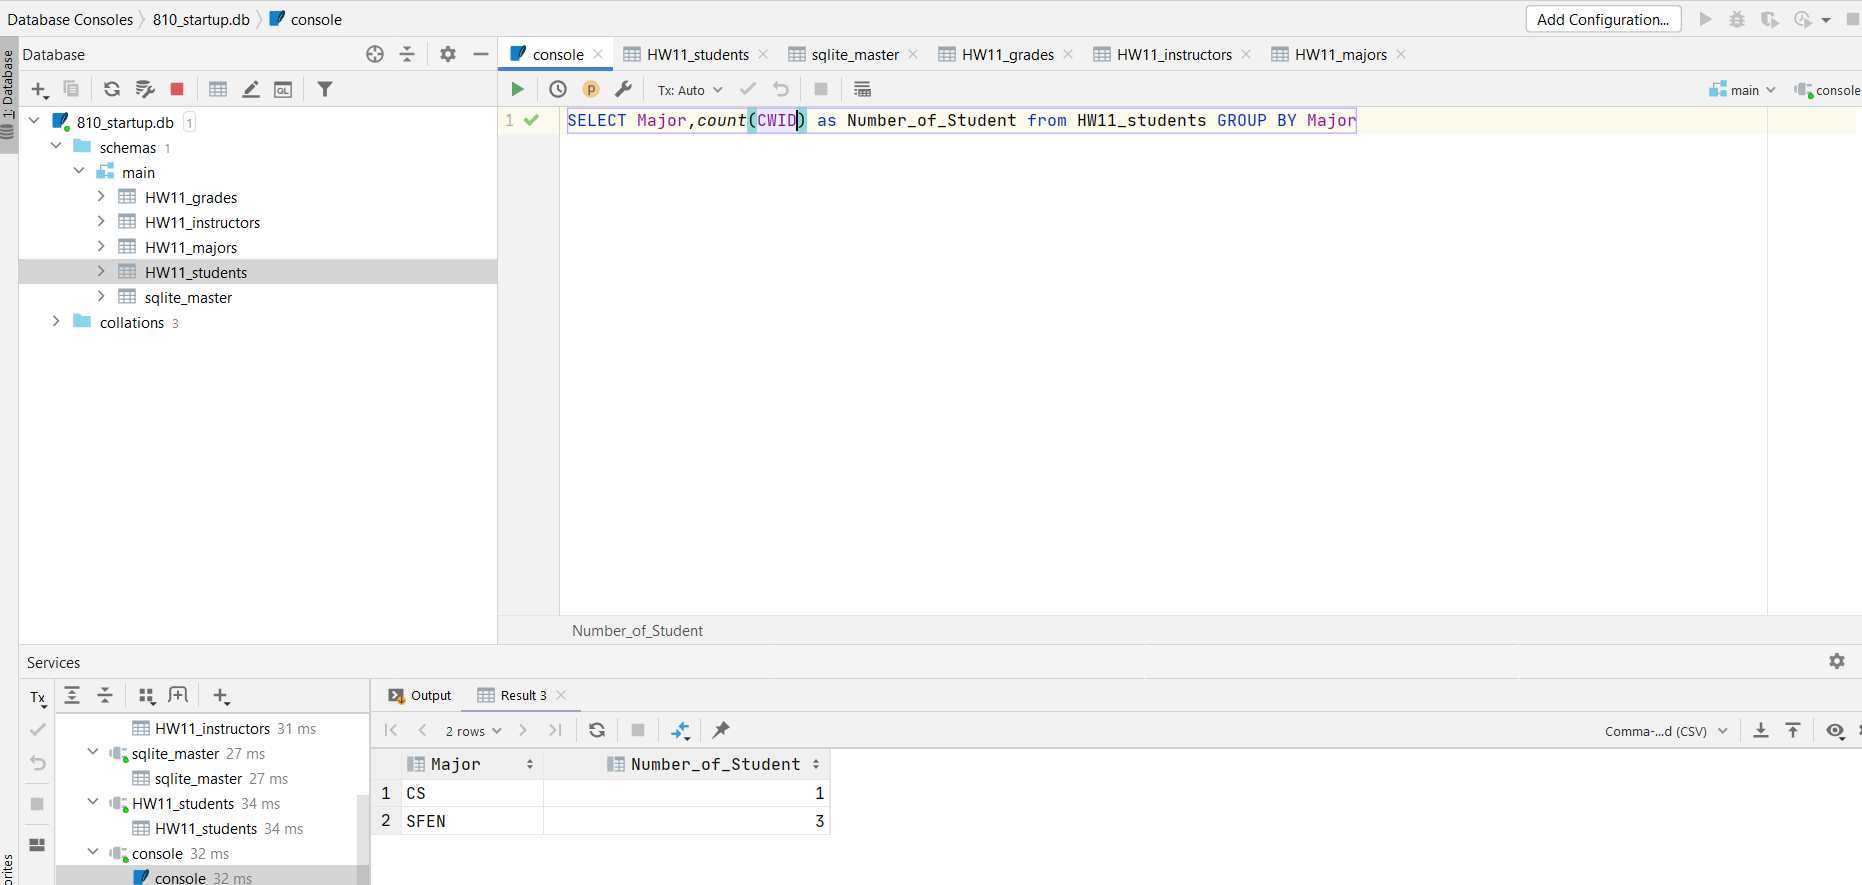 Database Consoles 810_startup.db console Add Configuration...
1: Database
Database
console HW11_students sqlite_master HW11_grades HW11_instructors HW11_majors
QL
p Tx: Auto main console
810_startup.db 1
schemas 1
main
HW11_grades
HW11_instructors
HW11_majors
HW11_students
sqlite_master
collations 3
1 SELECT Major,count(CWID) as Number_of_Student from HW11_students GROUP BY Major
Number_of_Student
Services
Tx
HW11_instructors 31 ms
sqlite_master 27 ms
sqlite_master 27 ms
HW11_students 34 ms
HW11_students 34 ms
console 32 ms
console 32 ms
orites
Output Result 3
2 rows Comma-...d (CSV)
Major Number_of_Student
1 CS 1
2 SFEN 3